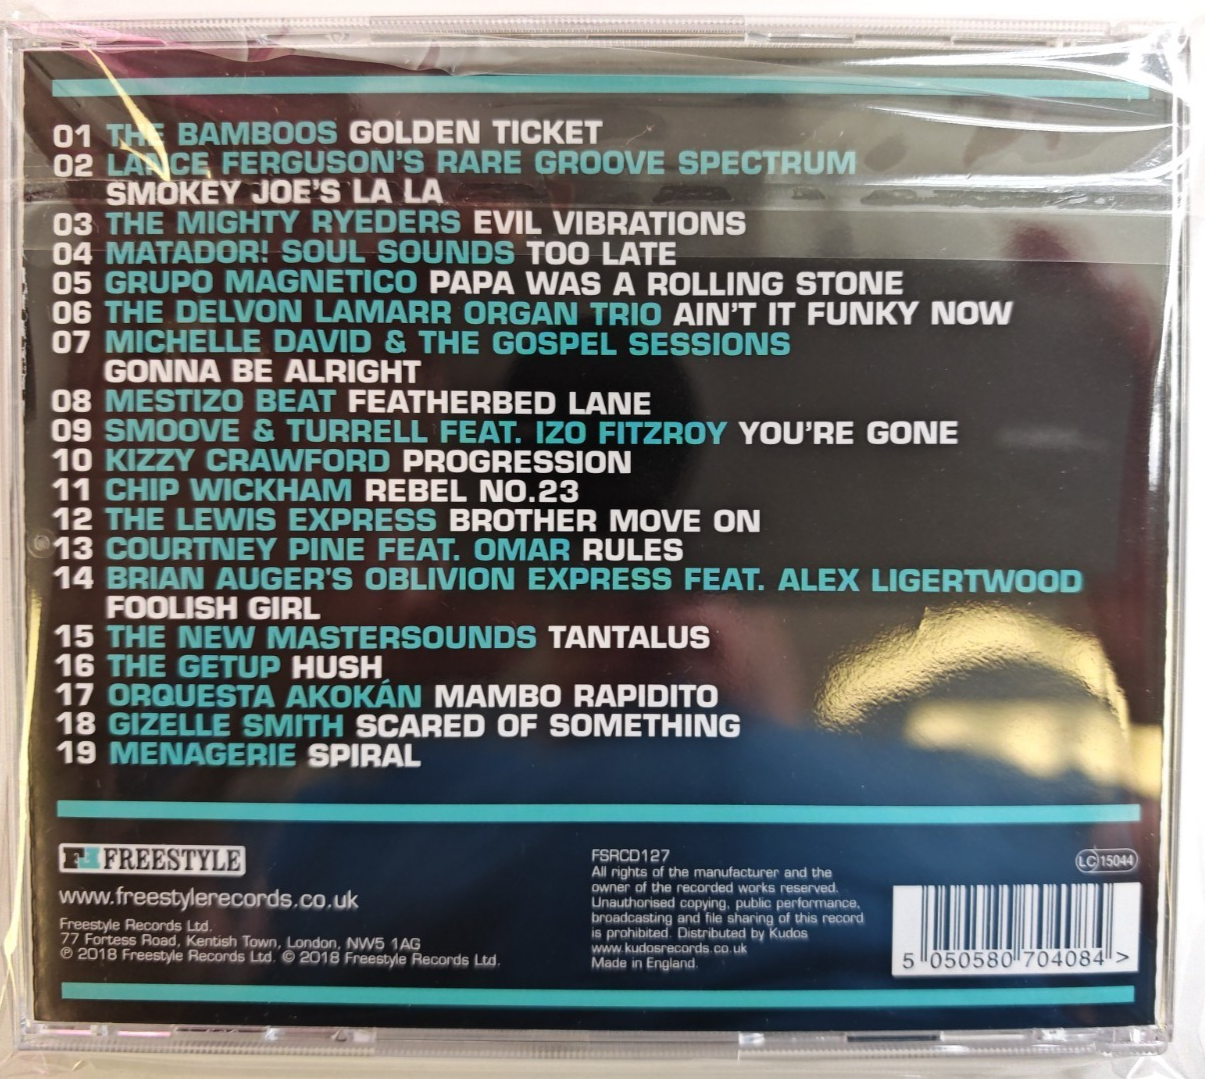 01 THE BAMBOOS GOLDEN TICKET
02 LANCE FERGUSON'S RARE GROOVE SPECTRUM
SMOKEY JOE'S LA LA
03 THE MIGHTY RYEDERS EVIL VIBRATIONS
04 MATADOR! SOUL SOUNDS TOO LATE
05 GRUPO MAGNETICO PAPA WAS A ROLLING STONE
06 THE DELVON LAMARR ORGAN TRIO AIN'T IT FUNKY NOW
07 MICHELLE DAVID & THE GOSPEL SESSIONS
GONNA BE ALRIGHT
08 MESTIZO BEAT FEATHERBED LANE
09 SMOOVE & TURRELL FEAT. IZO FITZROY YOU'RE GONE
10 KIZZY CRAWFORD PROGRESSION
11 CHIP WICKHAM REBEL NO.23
12 THE LEWIS EXPRESS BROTHER MOVE ON
13 COURTNEY PINE FEAT. OMAR RULES
14 BRIAN AUGER'S OBLIVION EXPRESS FEAT. ALEX LIGERTWOOD
FOOLISH GIRL
15 THE NEW MASTERSOUNDS TANTALUS
16 THE GETUP HUSH
17 ORQUESTA AKOKÁN MAMBO RAPIDITO
18 GIZELLE SMITH SCARED OF SOMETHING
19 MENAGERIE SPIRAL
FREESTYLE
www.freestylerecords.co.uk
Freestyle Records Ltd.
77 Fortess Road, Kentish Town, London, NW5 1AG
℗ 2018 Freestyle Records Ltd. © 2018 Freestyle Records Ltd.
FSRCD127
All rights of the manufacturer and the
owner of the recorded works reserved.
Unauthorised copying, public performance,
broadcasting and file sharing of this record
is prohibited. Distributed by Kudos
www.kudosrecords.co.uk
Made in England.
LC 15044
5 050580 704084 >